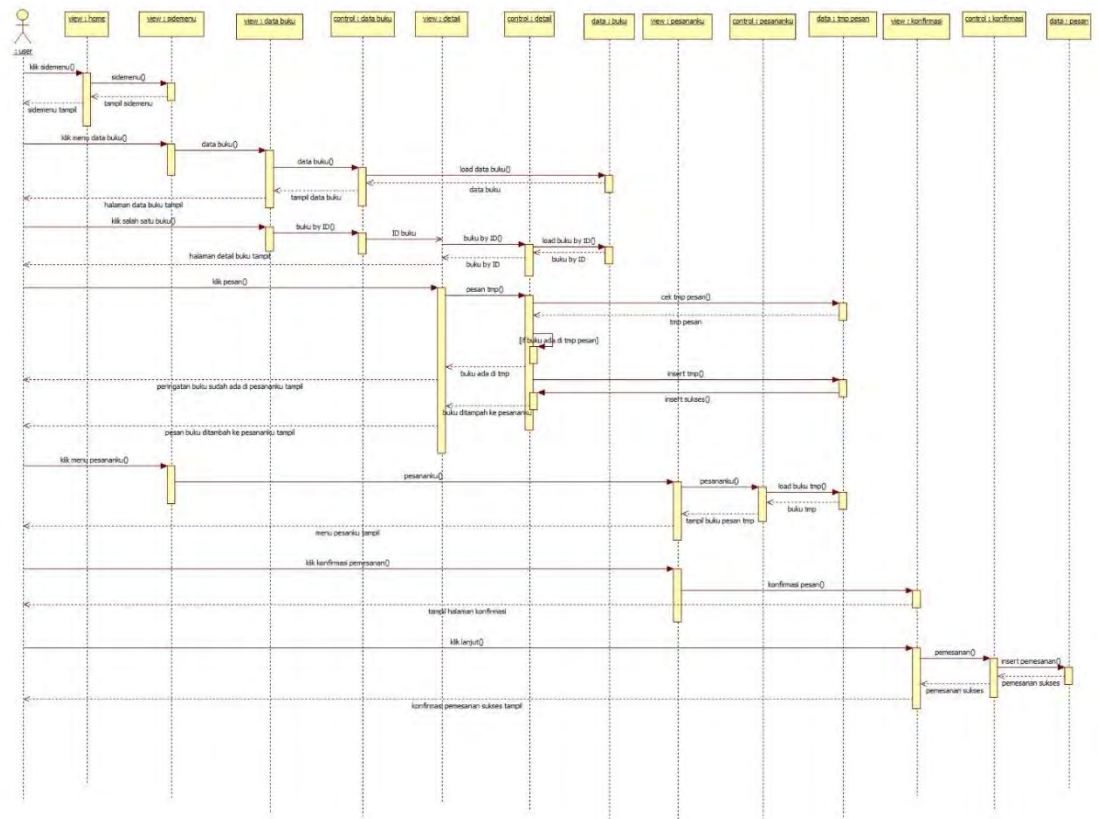 view : home
view : sidemenu
view : data buku
control : data buku
view : detail
control : detail
data : buku
view : pesananku
control : pesananku
data : tmp pesan
view : konfirmasi
control : konfirmasi
data : pesan
: user
klik sidemenu()
sidemenu()
tampil sidemenu
sidemenu tampil
klik menu data buku()
data buku()
data buku()
load data buku()
data buku
tampil data buku
halaman data buku tampil
klik salah satu buku()
buku by ID()
ID buku
buku by ID()
load buku by ID()
buku by ID
buku by ID
halaman detail buku tampil
klik pesan()
pesan tmp()
cek tmp pesan()
tmp pesan
[if buku ada di tmp pesan]
buku ada di tmp
insert tmp()
peringatan buku sudah ada di pesananku tampil
insert sukses()
buku ditampah ke pesananku
pesan buku ditambah ke pesananku tampil
klik menu pesananku()
pesananku()
pesananku()
load buku tmp()
buku tmp
tampil buku pesan tmp
menu pesanku tampil
klik konfirmasi pemesanan()
konfirmasi pesan()
tampil halaman konfirmasi
klik lanjut()
pemesanan()
insert pemesanan()
pemesanan sukses
pemesanan sukses
konfirmasi pemesanan sukses tampil